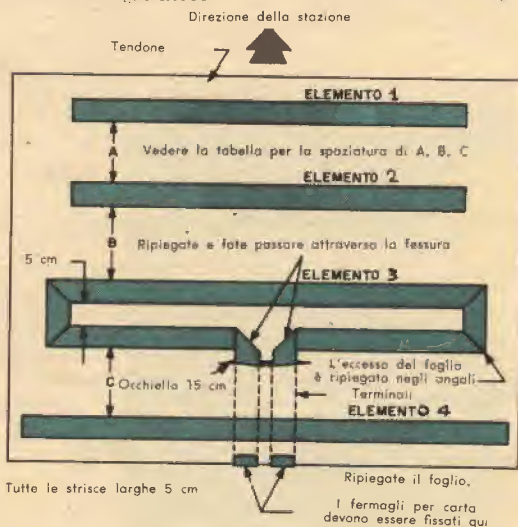 Direzione della stazione
Tendone
ELEMENTO 1
A
Vedere la tabella per la spaziatura di A, B, C
ELEMENTO 2
B
Ripiegate e fate passare attraverso la fessura
5 cm
ELEMENTO 3
L'eccesso del foglio
è ripiegato negli angali
C
Occhiello 15 cm
Terminali
ELEMENTO 4
Tutte le strisce larghe 5 cm
Ripiegate il foglio.
I fermagli per carta
devono essere fissati qui